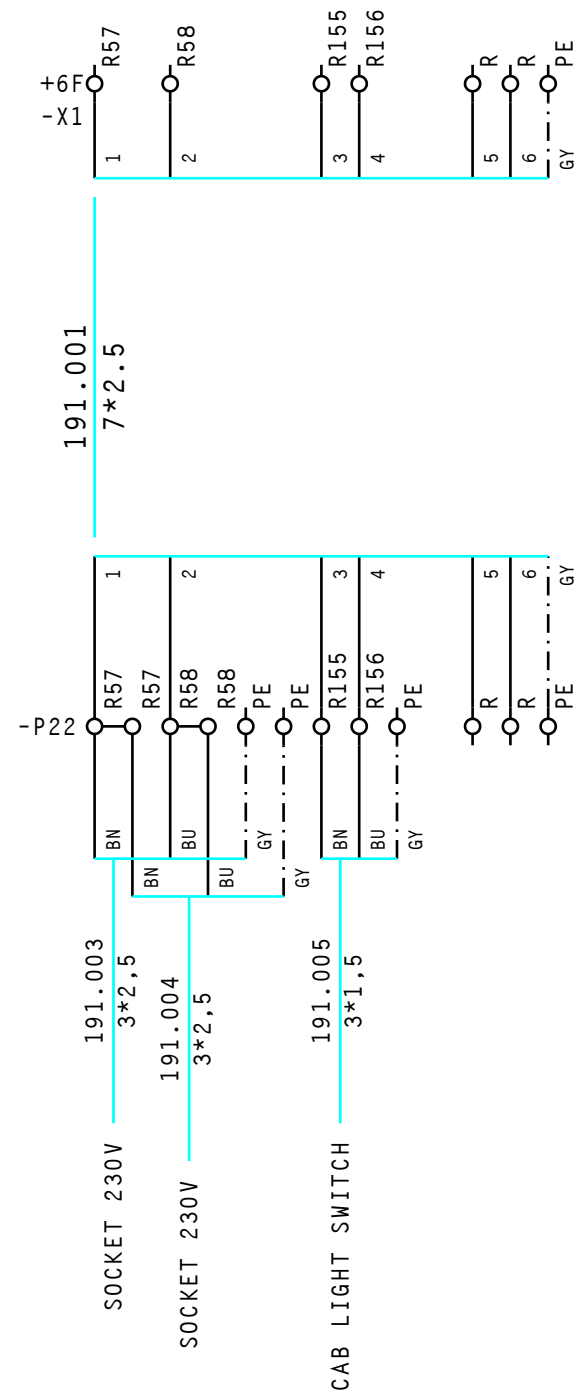 +6F
-X1
R57
R58
R155
R156
R
R
PE
1
2
3
4
5
6
GY
191.001
7*2.5
1
2
3
4
5
6
GY
-P22
R57
R57
R58
R58
PE
PE
R155
R156
PE
R
R
PE
BN
BU
GY
BN
BU
GY
BN
BU
GY
191.003
3*2,5
191.004
3*2,5
191.005
3*1,5
SOCKET 230V
SOCKET 230V
CAB LIGHT SWITCH